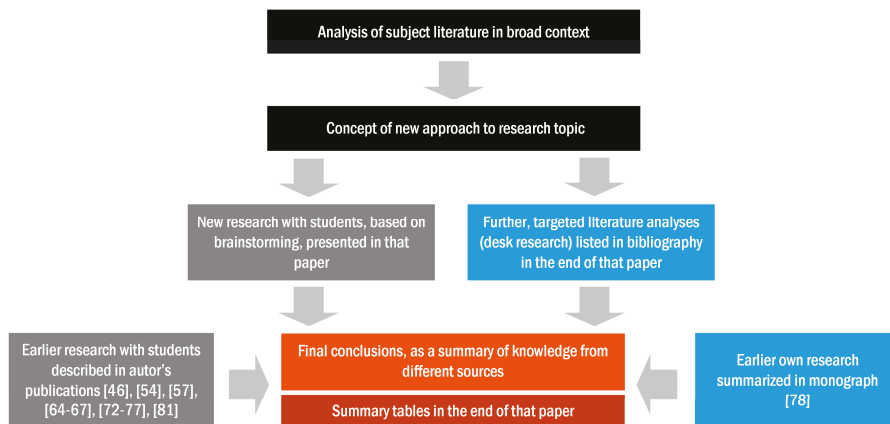 Analysis of subject literature in broad context
Concept of new approach to research topic
New research with students, based on
brainstorming, presented in that
paper
Further, targeted literature analyses
(desk research) listed in bibliography
in the end of that paper
Earlier research with students
described in autor's
publications [46], [54], [57],
[64-67], [72-77], [81]
Final conclusions, as a summary of knowledge from
different sources
Summary tables in the end of that paper
Earlier own research
summarized in monograph
[78]